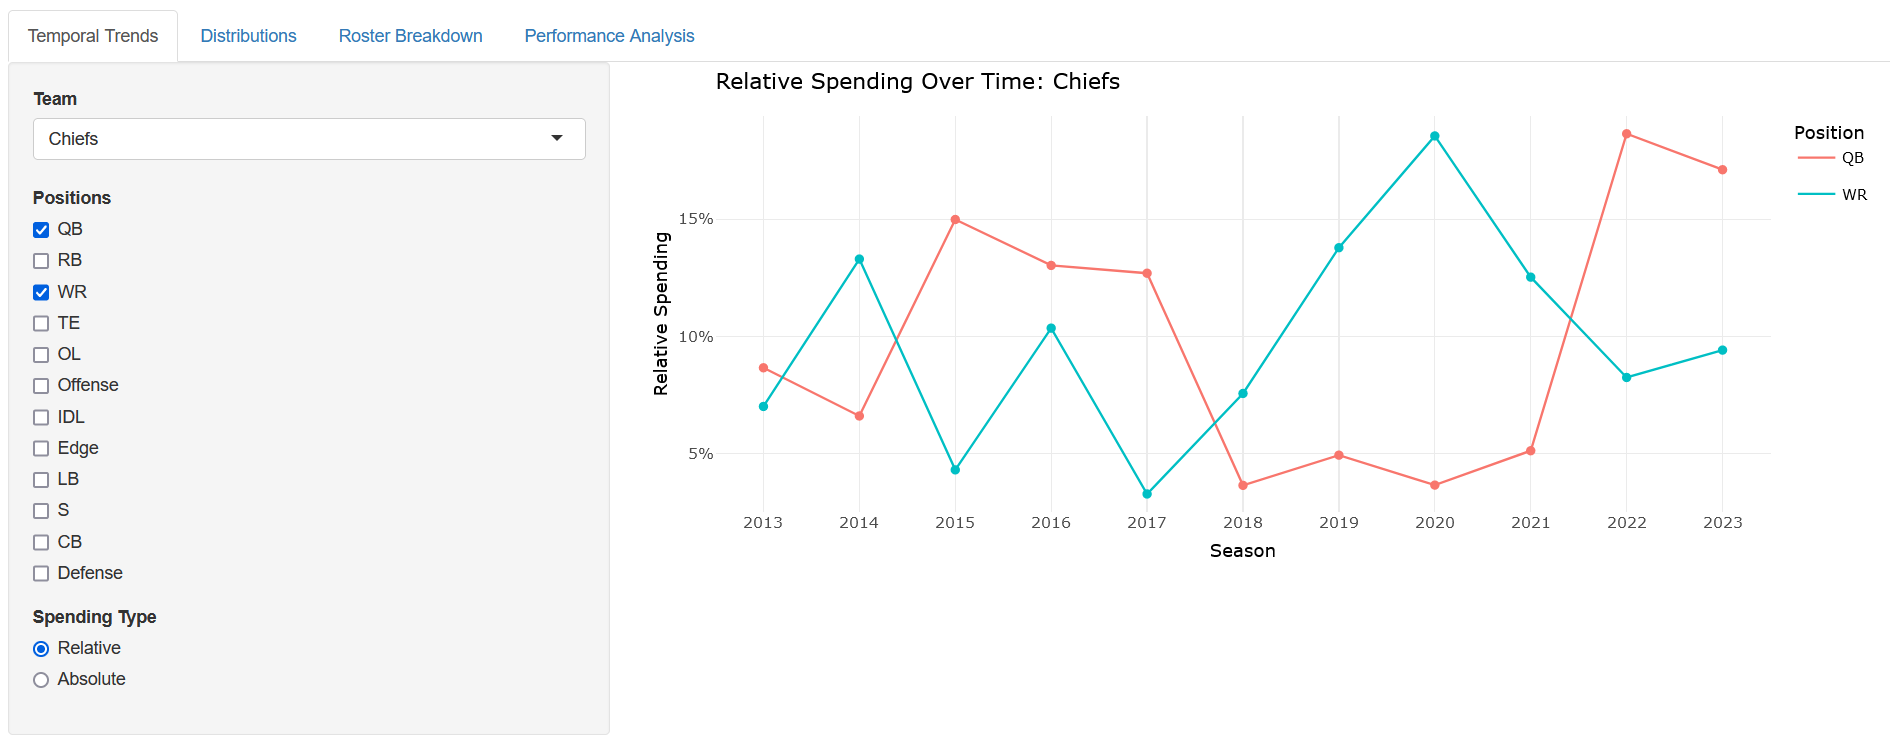 Temporal Trends Distributions Roster Breakdown Performance Analysis
Team
Chiefs
Positions
QB
RB
WR
TE
OL
Offense
IDL
Edge
LB
S
CB
Defense
Spending Type
Relative
Absolute
Relative Spending Over Time: Chiefs
Relative Spending
15%
10%
5%
2013 2014 2015 2016 2017 2018 2019 2020 2021 2022 2023
Season
Position
QB
WR